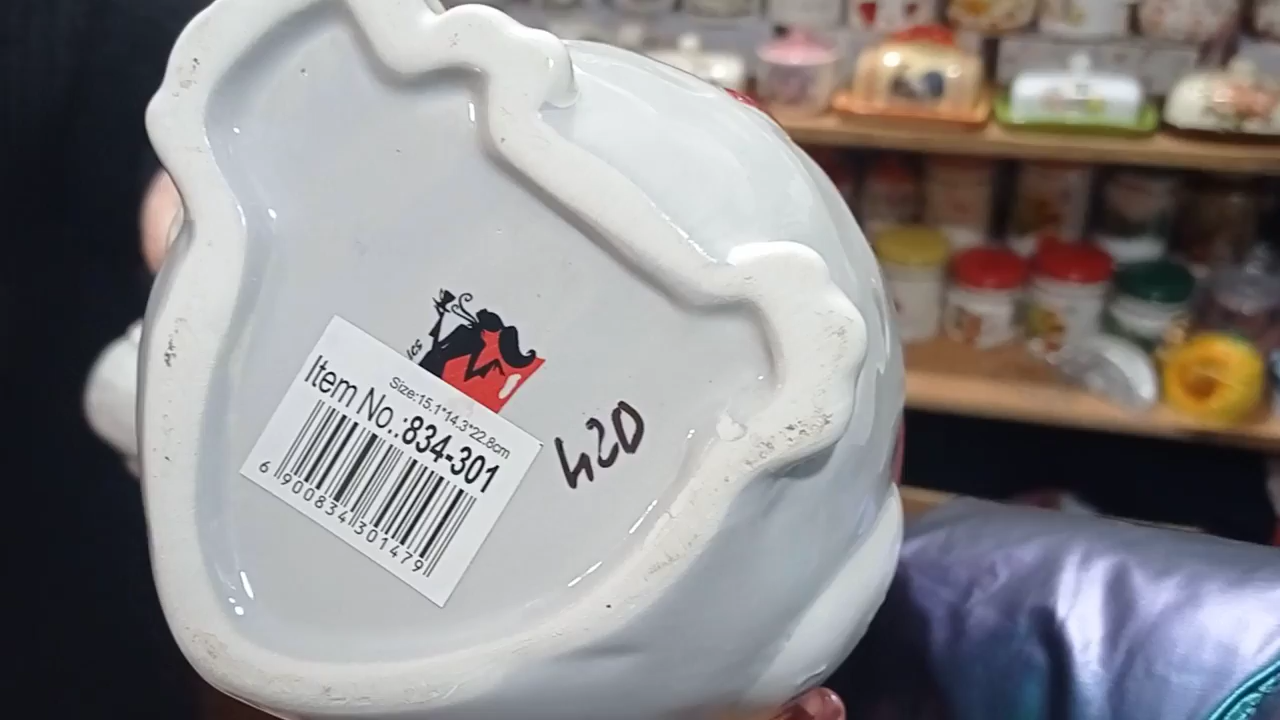 Size:15.1*14.3*22.8cm
Item No.:834-301
6 900834 301479
420